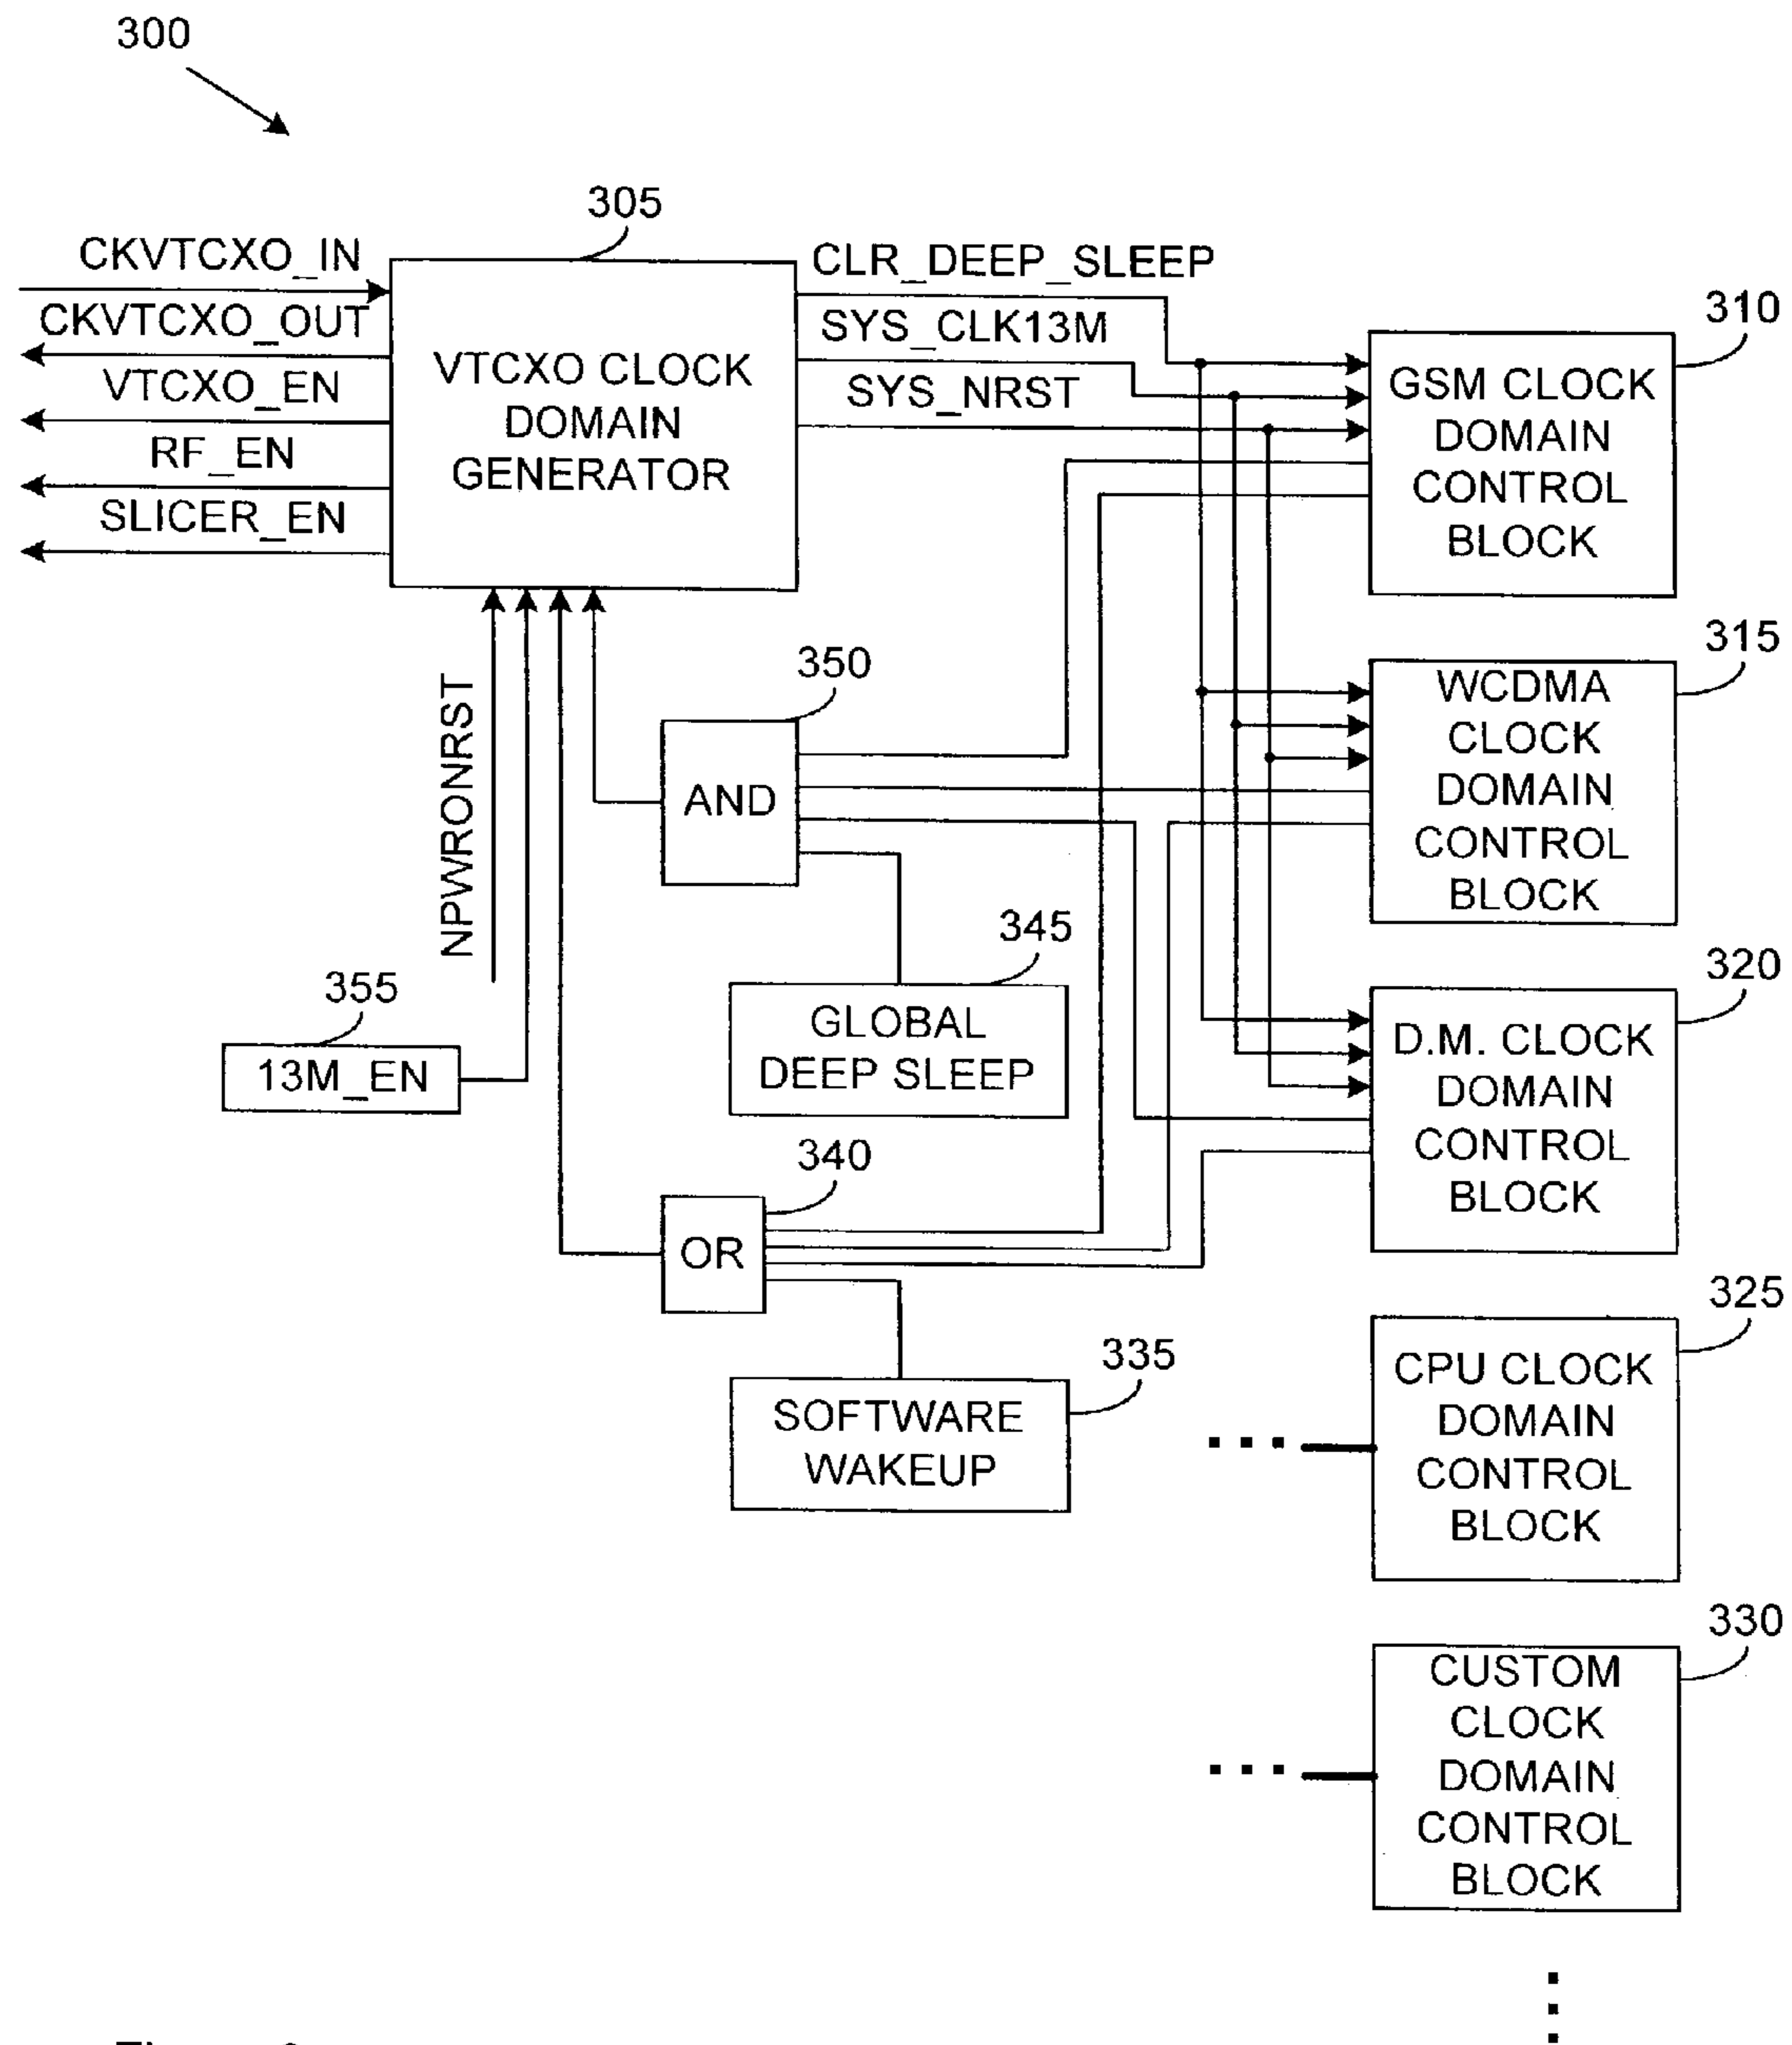 300
305
CKVTCXO_IN
CKVTCXO_OUT
VTCXO_EN
RF_EN
SLICER_EN
VTCXO CLOCK
DOMAIN
GENERATOR
CLR_DEEP_SLEEP
SYS_CLK13M
SYS_NRST
310
GSM CLOCK
DOMAIN
CONTROL
BLOCK
315
WCDMA
CLOCK
DOMAIN
CONTROL
BLOCK
NPWRONRST
350
AND
345
GLOBAL
DEEP SLEEP
355
13M_EN
320
D.M. CLOCK
DOMAIN
CONTROL
BLOCK
340
OR
335
SOFTWARE
WAKEUP
325
CPU CLOCK
DOMAIN
CONTROL
BLOCK
330
CUSTOM
CLOCK
DOMAIN
CONTROL
BLOCK